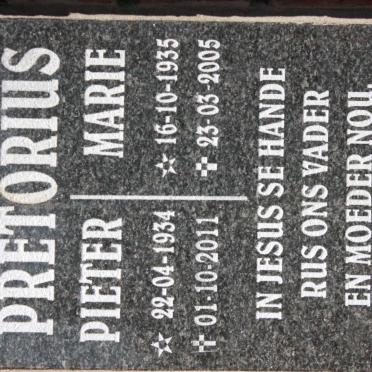 PRETORIUS
PIETER MARIE
☆ 22-04-1934 ☆ 16-10-1935
✝ 01-10-2011 ✝ 23-03-2005
IN JESUS SE HANDE
RUS ONS VADER
EN MOEDER NOU.